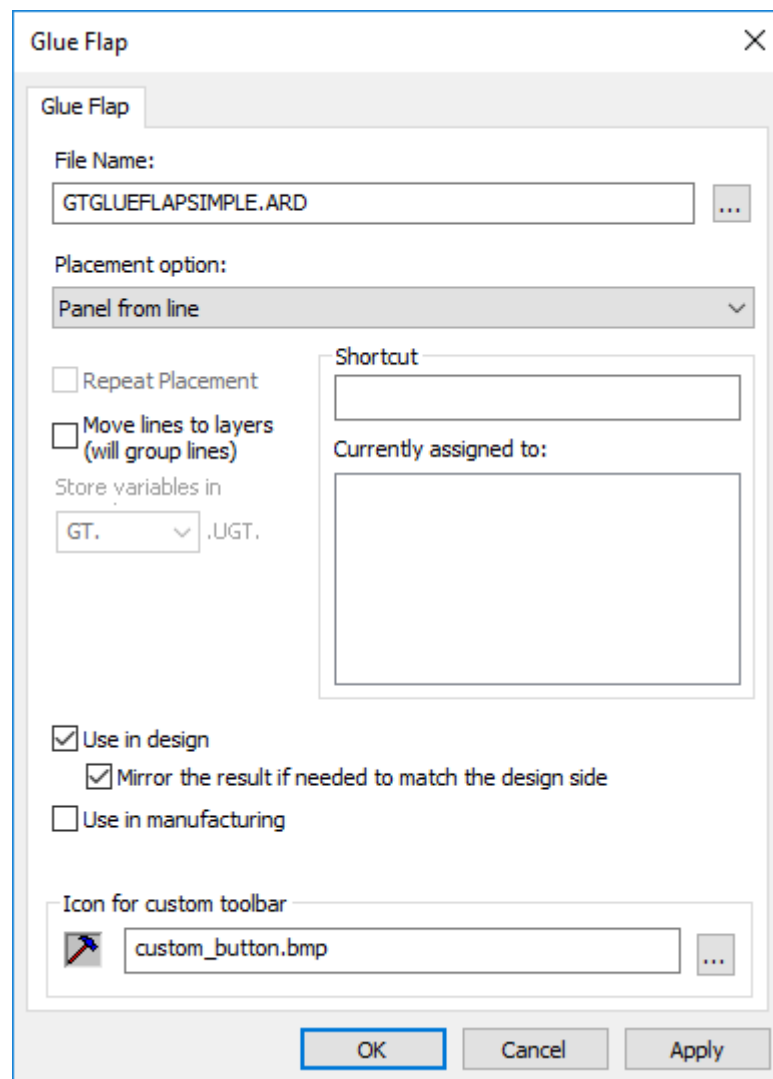 Glue Flap
Glue Flap
File Name:
GTGLUEFLAPSIMPLE.ARD
...
Placement option:
Panel from line
Repeat Placement
Move lines to layers
(will group lines)
Store variables in
GT.
.UGT.
Shortcut
Currently assigned to:
Use in design
Mirror the result if needed to match the design side
Use in manufacturing
Icon for custom toolbar
custom_button.bmp
...
OK
Cancel
Apply